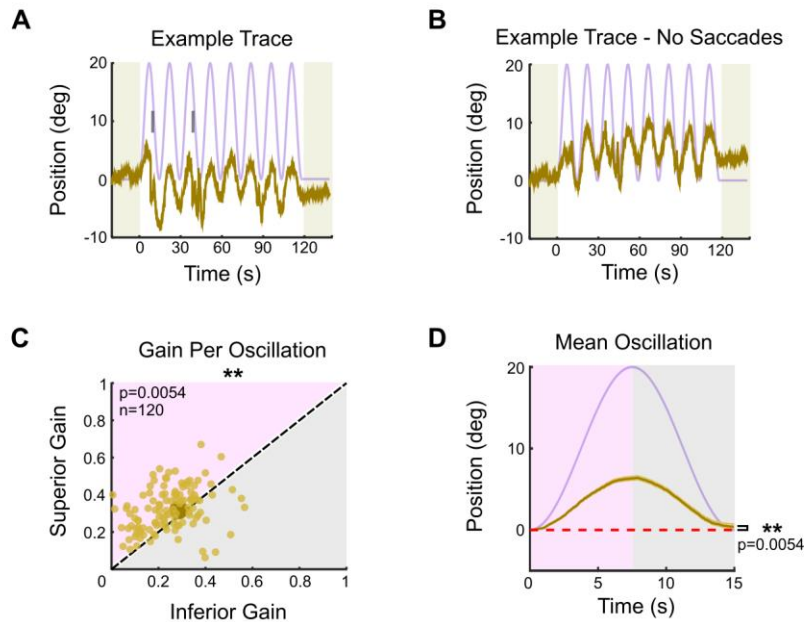 A
Example Trace
20
10
0
-10
Position (deg)
0 30 60 90 120
Time (s)
B
Example Trace - No Saccades
20
10
0
-10
Position (deg)
0 30 60 90 120
Time (s)
C
Gain Per Oscillation
**
p=0.0054
n=120
1
0.8
0.6
0.4
0.2
Superior Gain
0 0.2 0.4 0.6 0.8 1
Inferior Gain
D
Mean Oscillation
20
10
0
Position (deg)
**
p=0.0054
0 5 10 15
Time (s)